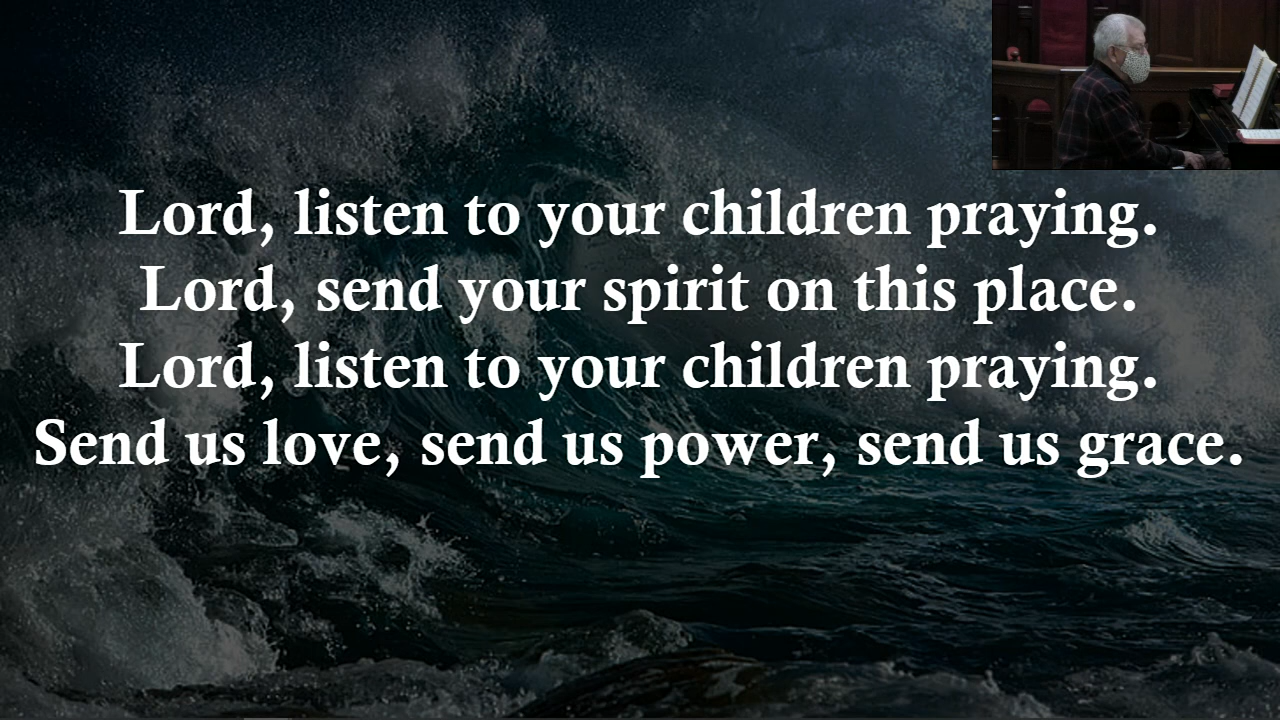 Lord, listen to your children praying.
Lord, send your spirit on this place.
Lord, listen to your children praying.
Send us love, send us power, send us grace.